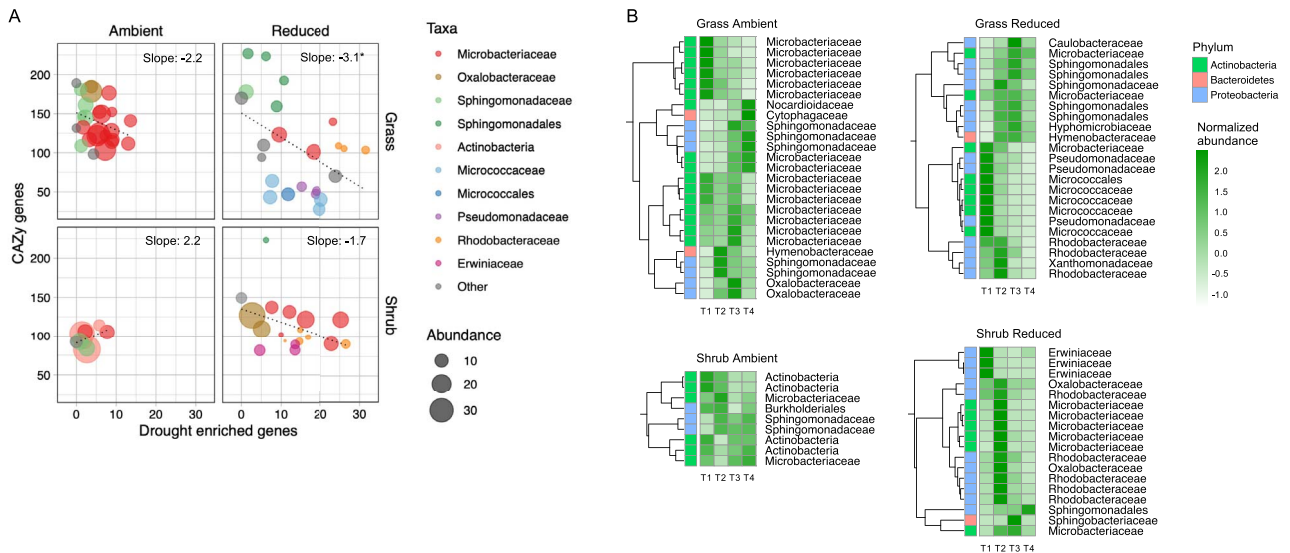 A
Ambient
Reduced
Slope: -2.2
Slope: -3.1*
Grass
Slope: 2.2
Slope: -1.7
Shrub
200
150
100
50
200
150
100
50
CAZy genes
0
10
20
30
0
10
20
30
Drought enriched genes
Taxa
Microbacteriaceae
Oxalobacteraceae
Sphingomonadaceae
Sphingomonadales
Actinobacteria
Micrococcaceae
Micrococcales
Pseudomonadaceae
Rhodobacteraceae
Erwiniaceae
Other
Abundance
10
20
30
B
Grass Ambient
Microbacteriaceae
Microbacteriaceae
Microbacteriaceae
Microbacteriaceae
Microbacteriaceae
Microbacteriaceae
Nocardioidaceae
Cytophagaceae
Sphingomonadaceae
Sphingomonadaceae
Sphingomonadaceae
Microbacteriaceae
Microbacteriaceae
Microbacteriaceae
Microbacteriaceae
Microbacteriaceae
Microbacteriaceae
Microbacteriaceae
Microbacteriaceae
Microbacteriaceae
Hymenobacteraceae
Sphingomonadaceae
Sphingomonadaceae
Oxalobacteraceae
Oxalobacteraceae
T1 T2 T3 T4
Shrub Ambient
Actinobacteria
Actinobacteria
Microbacteriaceae
Burkholderiales
Sphingomonadaceae
Sphingomonadaceae
Actinobacteria
Actinobacteria
Microbacteriaceae
T1 T2 T3 T4
Grass Reduced
Caulobacteraceae
Microbacteriaceae
Sphingomonadales
Sphingomonadales
Sphingomonadaceae
Microbacteriaceae
Sphingomonadales
Sphingomonadales
Hyphomicrobiaceae
Hymenobacteraceae
Microbacteriaceae
Pseudomonadaceae
Pseudomonadaceae
Micrococcales
Micrococcaceae
Micrococcaceae
Micrococcaceae
Pseudomonadaceae
Micrococcaceae
Rhodobacteraceae
Rhodobacteraceae
Xanthomonadaceae
Rhodobacteraceae
T1 T2 T3 T4
Shrub Reduced
Erwiniaceae
Erwiniaceae
Erwiniaceae
Oxalobacteraceae
Rhodobacteraceae
Microbacteriaceae
Microbacteriaceae
Microbacteriaceae
Microbacteriaceae
Microbacteriaceae
Rhodobacteraceae
Oxalobacteraceae
Rhodobacteraceae
Rhodobacteraceae
Rhodobacteraceae
Sphingomonadales
Sphingobacteriaceae
Microbacteriaceae
T1 T2 T3 T4
Phylum
Actinobacteria
Bacteroidetes
Proteobacteria
Normalized
abundance
2.0
1.5
1.0
0.5
0.0
-0.5
-1.0